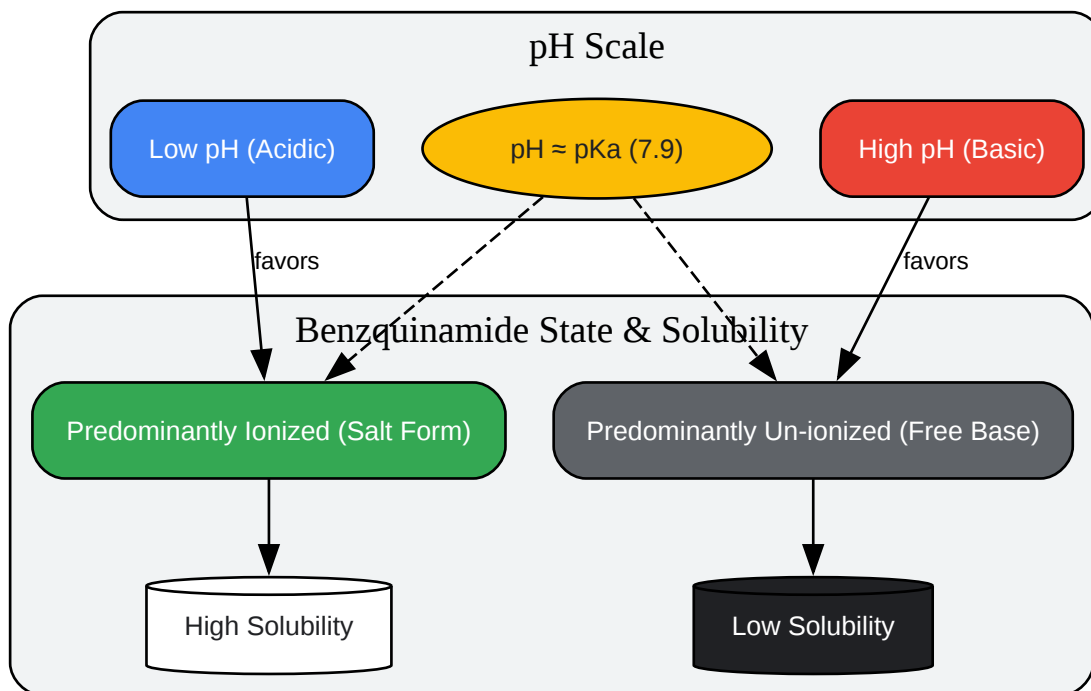 pH Scale
Low pH (Acidic)
pH ≈ pKa (7.9)
High pH (Basic)
favors
favors
Benzquinamide State & Solubility
Predominantly Ionized (Salt Form)
Predominantly Un-ionized (Free Base)
High Solubility
Low Solubility